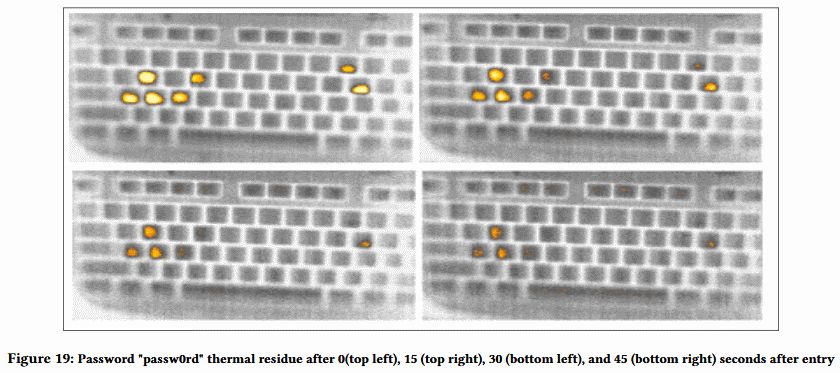 Figure 19: Password "passw0rd" thermal residue after 0(top left), 15 (top right), 30 (bottom left), and 45 (bottom right) seconds after entry